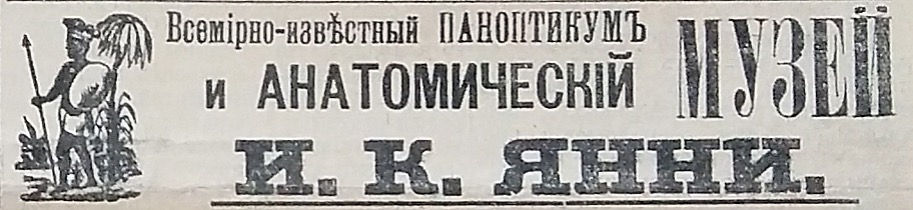 Всемірно-извѣстный ПАНОПТИКУМЪ
и АНАТОМИЧЕСКІЙ МУЗЕЙ
И. К. ЯННИ.